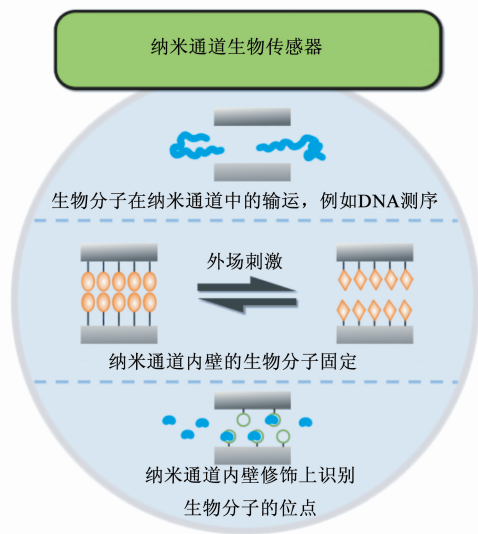 纳米通道生物传感器
生物分子在纳米通道中的输运，例如DNA测序
外场刺激
纳米通道内壁的生物分子固定
纳米通道内壁修饰上识别
生物分子的位点